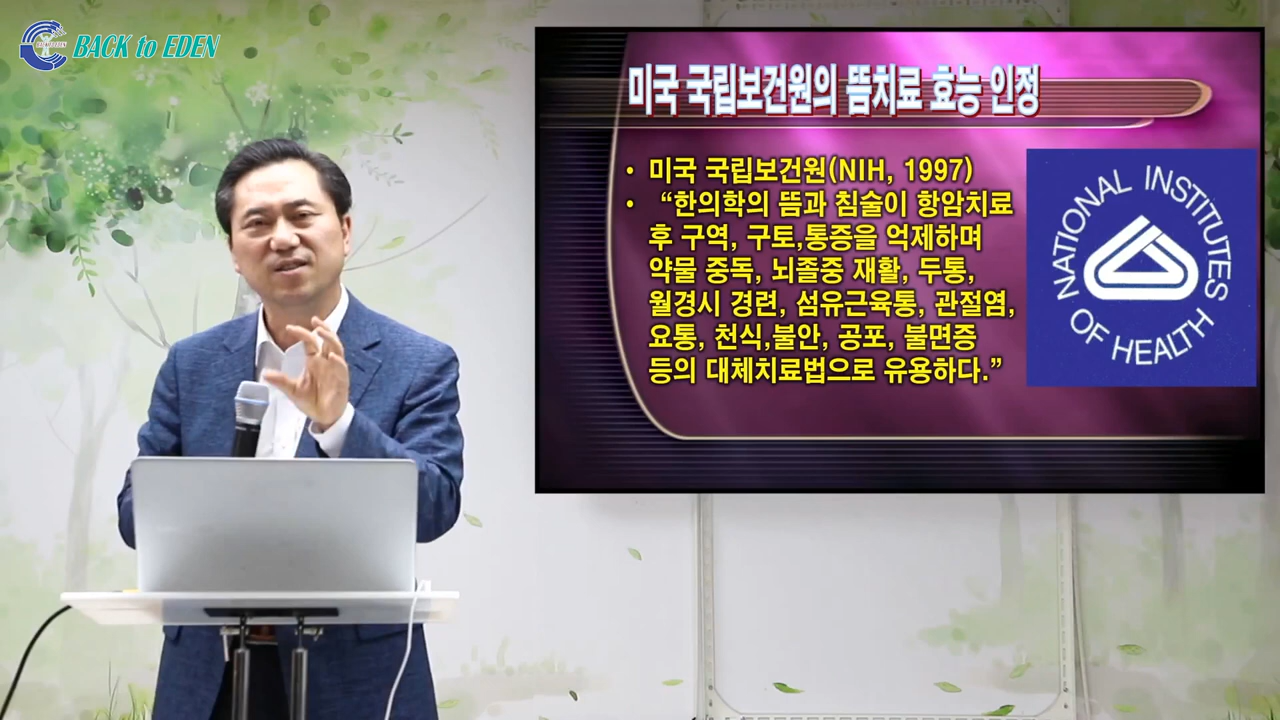 BACK to EDEN
미국 국립보건원의 뜸치료 효능 인정
• 미국 국립보건원(NIH, 1997)
• “한의학의 뜸과 침술이 항암치료
후 구역, 구토,통증을 억제하며
약물 중독, 뇌졸중 재활, 두통,
월경시 경련, 섬유근육통, 관절염,
요통, 천식,불안, 공포, 불면증
등의 대체치료법으로 유용하다.”
NATIONAL INSTITUTES
OF HEALTH